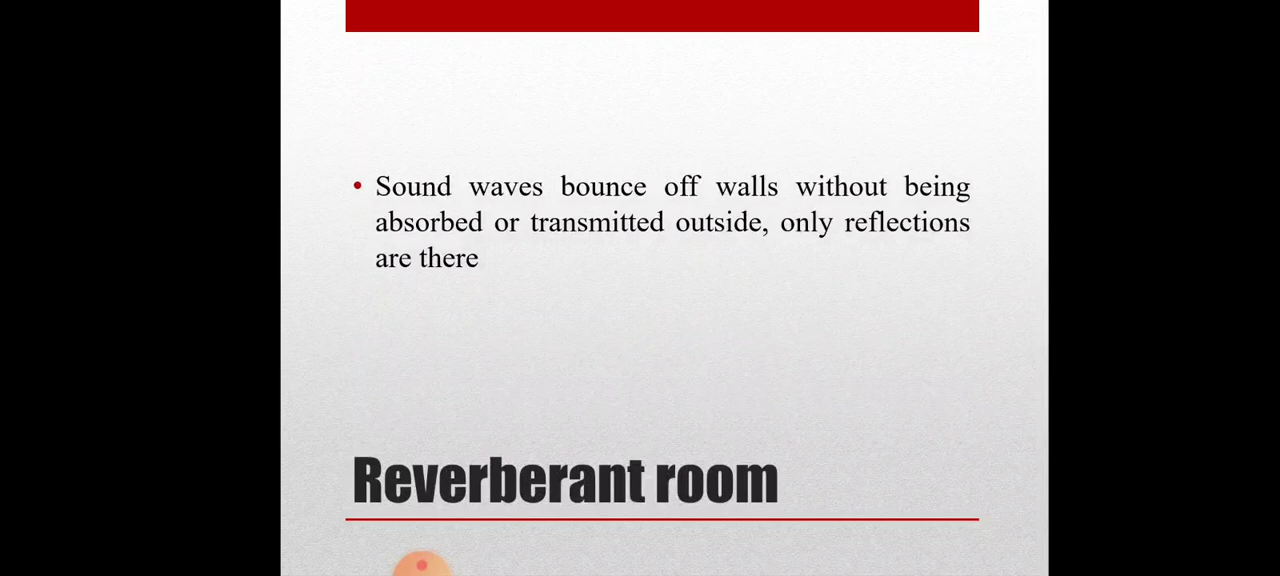 • Sound waves bounce off walls without being
absorbed or transmitted outside, only reflections
are there
Reverberant room